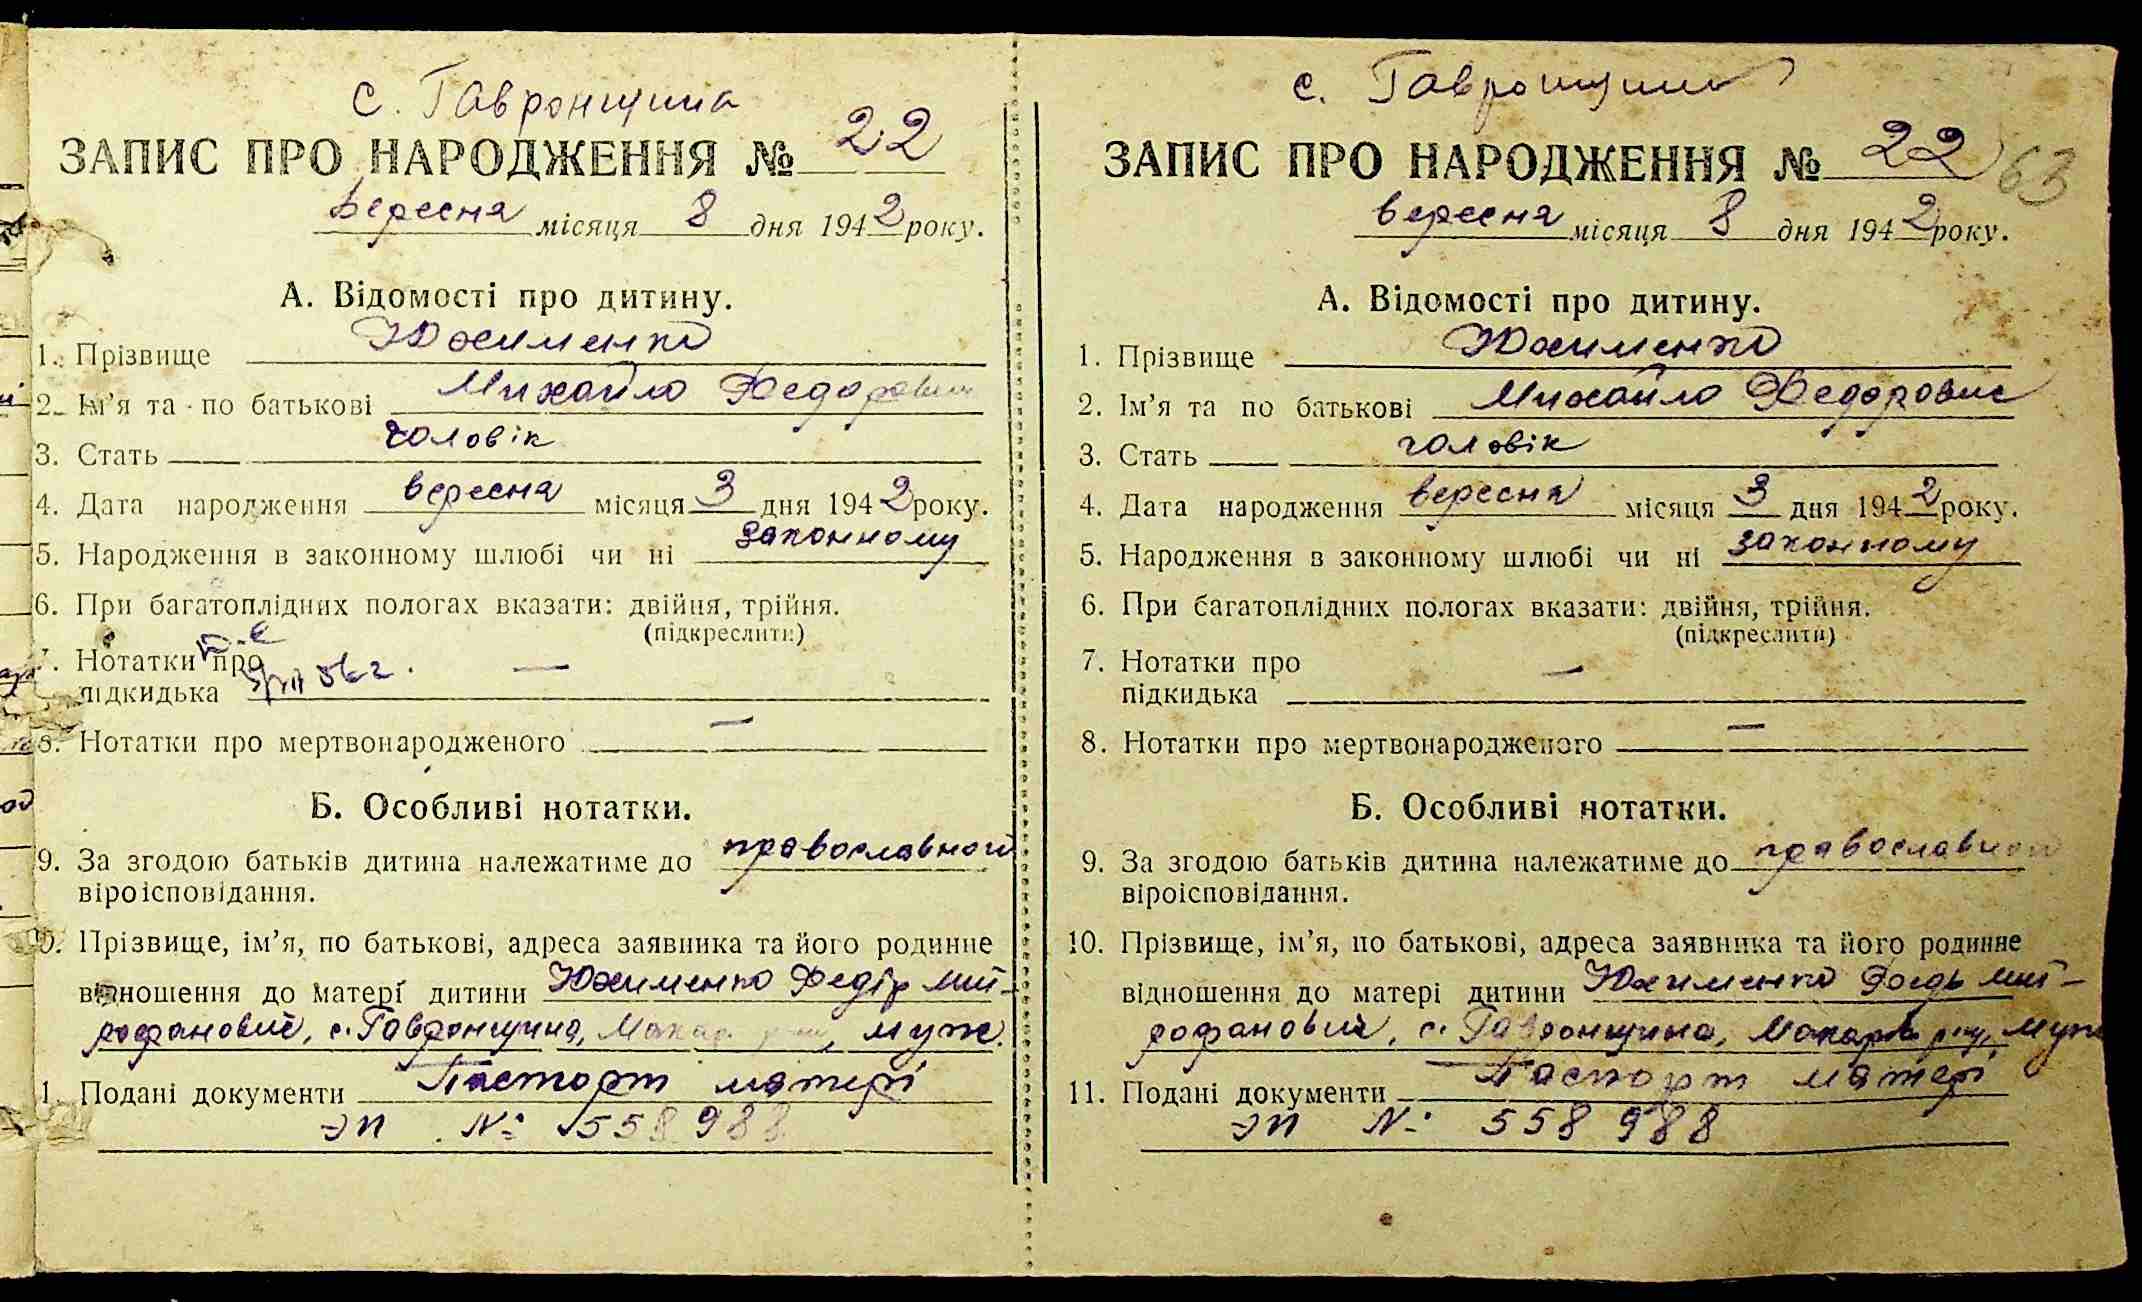 с. Гавронщина
ЗАПИС ПРО НАРОДЖЕННЯ № 22
вересня місяця 8 дня 1942 року.
А. Відомості про дитину.
1. Прізвище Юхименко
2. Ім'я та по батькові Михайло Федорович
3. Стать чоловік
4. Дата народження вересня місяця 3 дня 1942 року.
5. Народження в законному шлюбі чи ні законному
6. При багатоплідних пологах вказати: двійня, трійня.
(підкреслити)
7. Нотатки про
підкидька —
8. Нотатки про мертвонародженого —
Б. Особливі нотатки.
9. За згодою батьків дитина належатиме до православного
віроісповідання.
10. Прізвище, ім'я, по батькові, адреса заявника та його родинне
відношення до матері дитини Юхименко Федір Мит-
рофанович, с. Гавронщина, Макар. р-ну, муж.
1. Подані документи Паспорт матері
ЭП № 558988
с. Гавронщина
ЗАПИС ПРО НАРОДЖЕННЯ № 22 63
вересня місяця 8 дня 1942 року.
А. Відомості про дитину.
1. Прізвище Юхименко
2. Ім'я та по батькові Михайло Федорович
3. Стать чоловік
4. Дата народження вересня місяця 3 дня 1942 року.
5. Народження в законному шлюбі чи ні законному
6. При багатоплідних пологах вказати: двійня, трійня.
(підкреслити)
7. Нотатки про
підкидька —
8. Нотатки про мертвонародженого —
Б. Особливі нотатки.
9. За згодою батьків дитина належатиме до православного
віроісповідання.
10. Прізвище, ім'я, по батькові, адреса заявника та його родинне
відношення до матері дитини Юхименко Федір Мит-
рофанович, с. Гавронщина, Макарів р-ну, муж
11. Подані документи Паспорт матері
ЭП № 558988